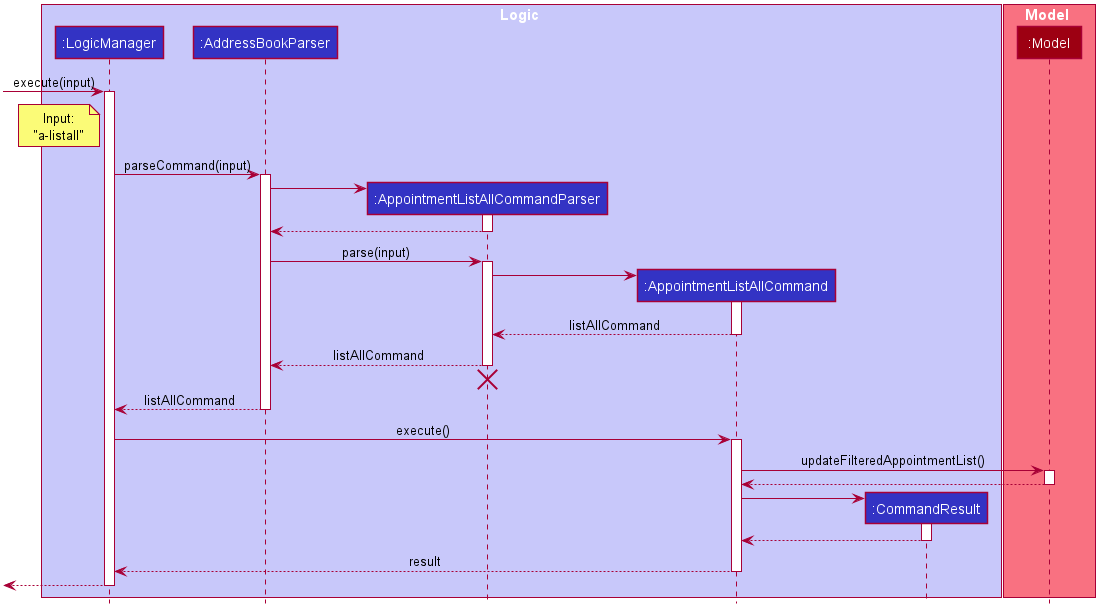 Logic
Model
:LogicManager
:AddressBookParser
:Model
execute(input)
Input:
"a-listall"
parseCommand(input)
:AppointmentListAllCommandParser
parse(input)
:AppointmentListAllCommand
listAllCommand
listAllCommand
listAllCommand
execute()
updateFilteredAppointmentList()
:CommandResult
result